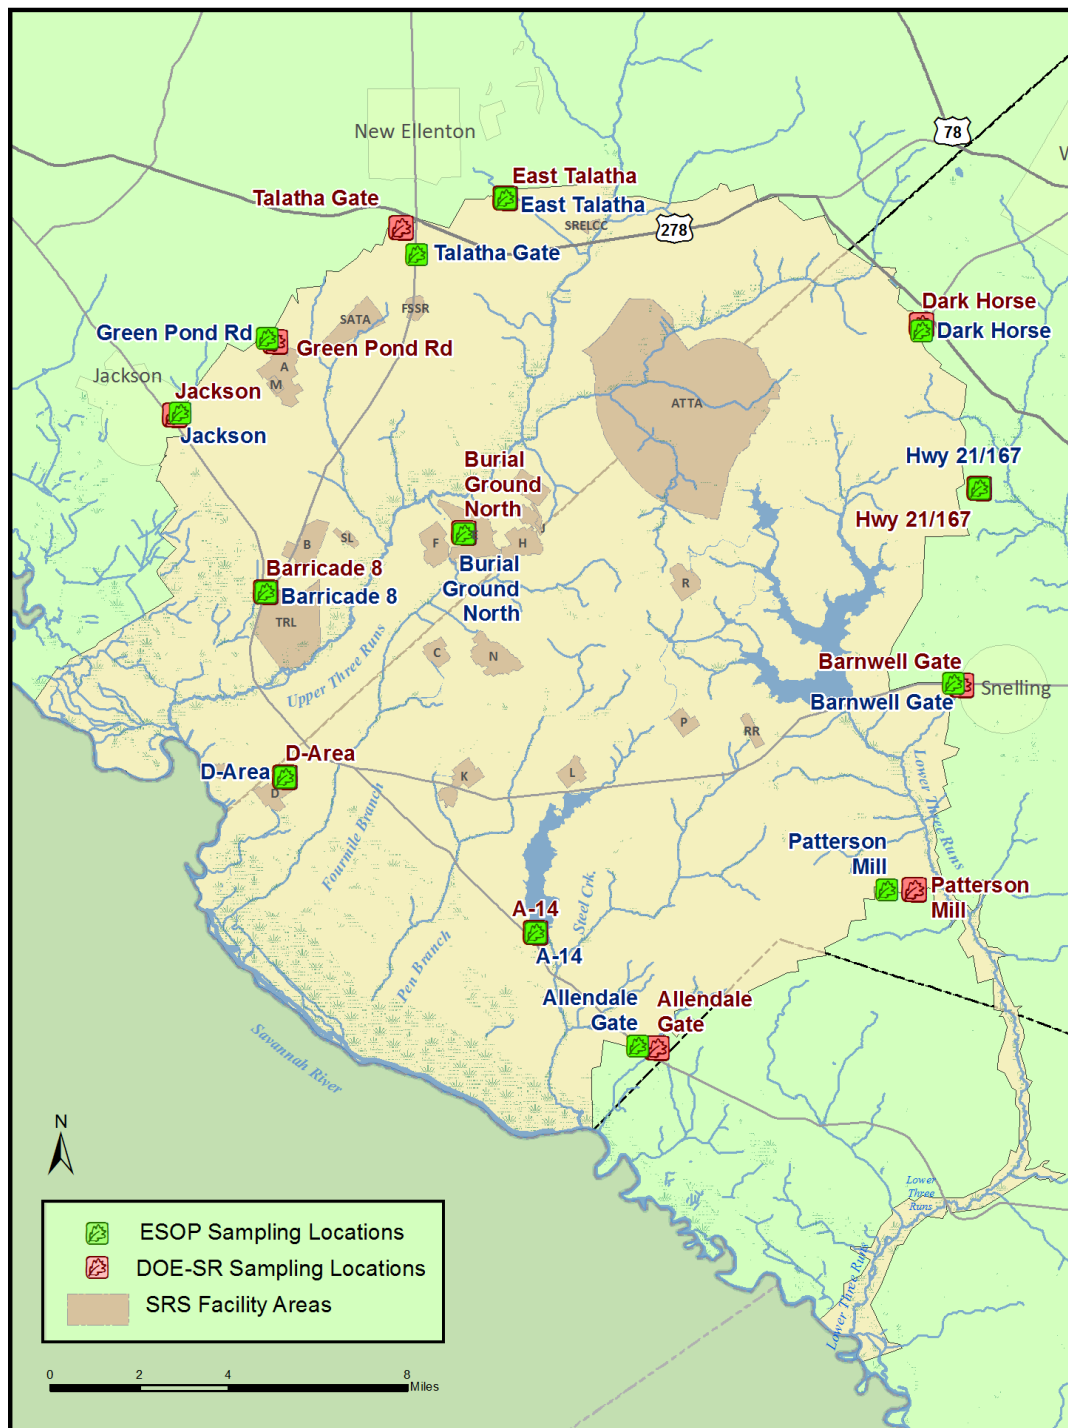 78
New Ellenton
W
East Talatha
Talatha Gate
East Talatha
SRELCC
278
Talatha Gate
Dark Horse
FSSR
SATA
Green Pond Rd
Dark Horse
Green Pond Rd
A
Jackson
M
Jackson
ATTA
Jackson
Burial
Ground
North
Hwy 21/167
Hwy 21/167
J
B
SL
F
H
Barricade 8
Burial
Ground
North
Barricade 8
R
TRL
Upper Three Runs
C
N
Barnwell Gate
Snelling
Barnwell Gate
P
RR
D-Area
D-Area
D
K
L
Lower Three Runs
Fourmile Branch
Patterson
Mill
Patterson
Mill
Steel Crk.
A-14
A-14
Pen Branch
Allendale
Gate
Allendale
Gate
Savannah River
N
Lower
Three
Runs
Lower Three Runs
ESOP Sampling Locations
DOE-SR Sampling Locations
SRS Facility Areas
0 2 4 8
Miles